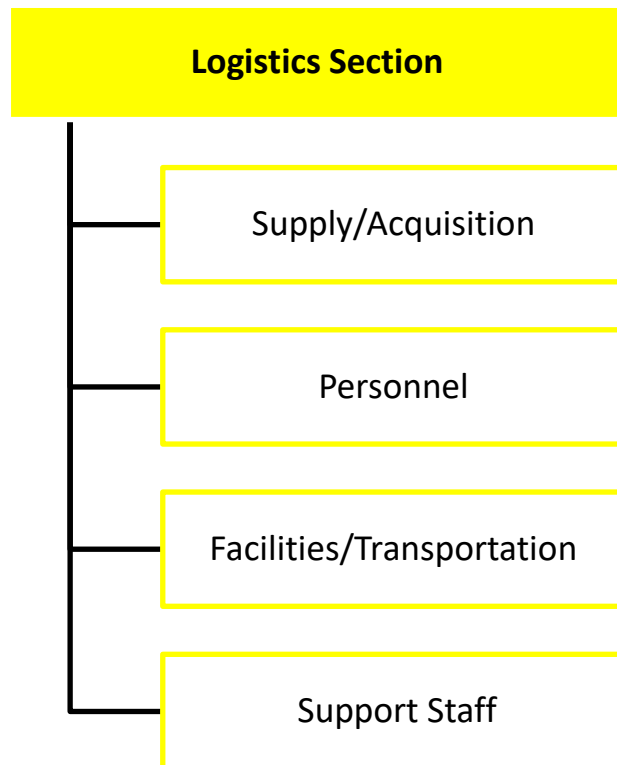 Logistics Section
Supply/Acquisition
Personnel
Facilities/Transportation
Support Staff